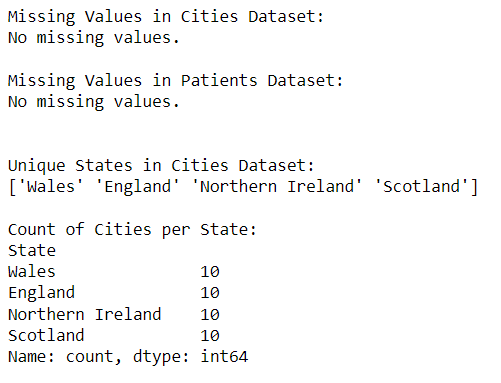 Missing Values in Cities Dataset:
No missing values.
Missing Values in Patients Dataset:
No missing values.
Unique States in Cities Dataset:
['Wales' 'England' 'Northern Ireland' 'Scotland']
Count of Cities per State:
State
Wales 10
England 10
Northern Ireland 10
Scotland 10
Name: count, dtype: int64